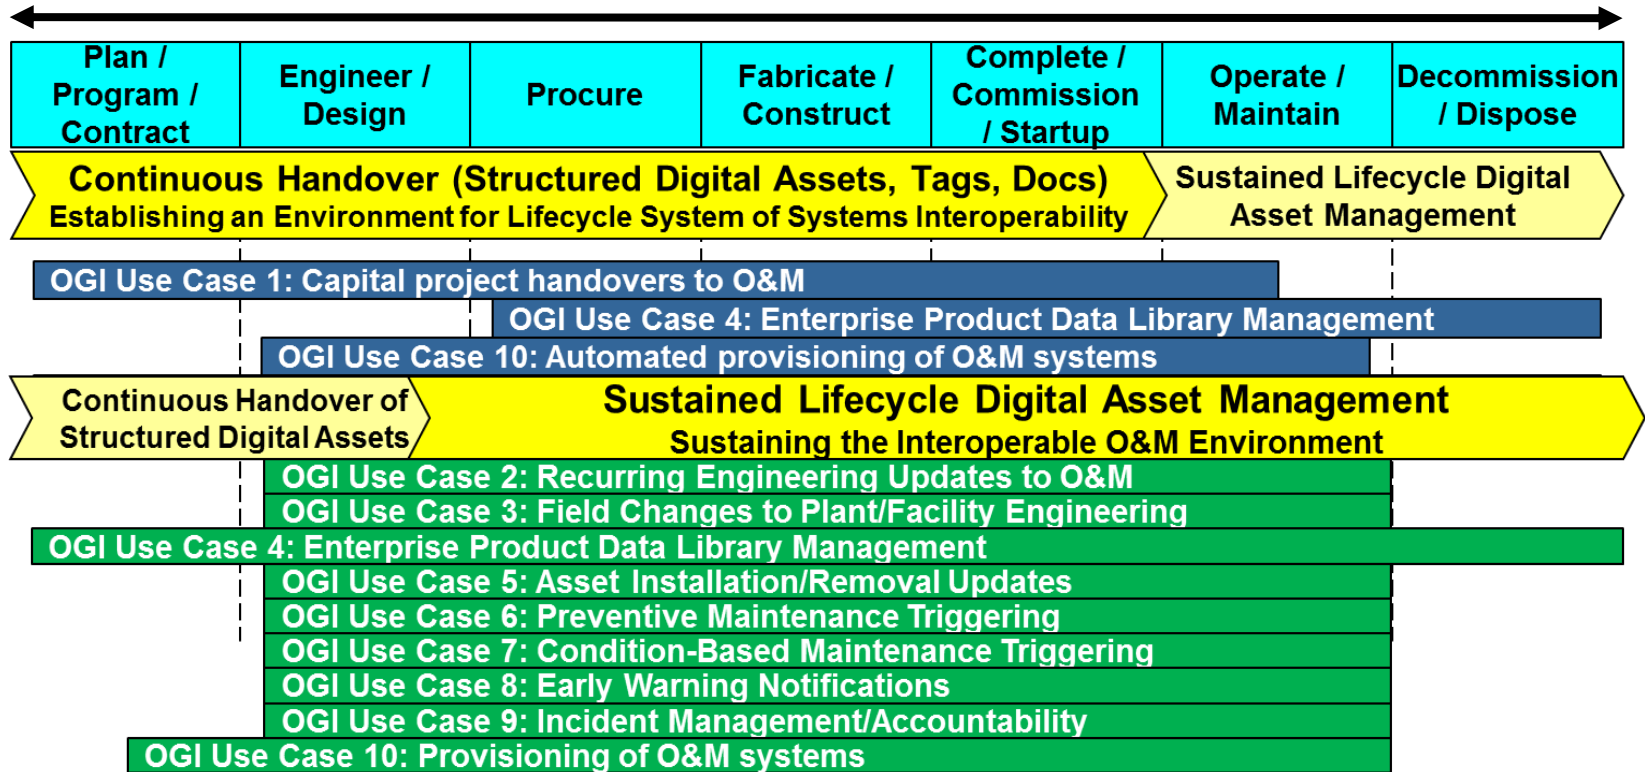 Plan /
Program /
Contract
Engineer /
Design
Procure
Fabricate /
Construct
Complete /
Commission
/ Startup
Operate /
Maintain
Decommission
/ Dispose
Continuous Handover (Structured Digital Assets, Tags, Docs)
Establishing an Environment for Lifecycle System of Systems Interoperability
Sustained Lifecycle Digital
Asset Management
OGI Use Case 1: Capital project handovers to O&M
OGI Use Case 4: Enterprise Product Data Library Management
OGI Use Case 10: Automated provisioning of O&M systems
Continuous Handover of
Structured Digital Assets
Sustained Lifecycle Digital Asset Management
Sustaining the Interoperable O&M Environment
OGI Use Case 2: Recurring Engineering Updates to O&M
OGI Use Case 3: Field Changes to Plant/Facility Engineering
OGI Use Case 4: Enterprise Product Data Library Management
OGI Use Case 5: Asset Installation/Removal Updates
OGI Use Case 6: Preventive Maintenance Triggering
OGI Use Case 7: Condition-Based Maintenance Triggering
OGI Use Case 8: Early Warning Notifications
OGI Use Case 9: Incident Management/Accountability
OGI Use Case 10: Provisioning of O&M systems